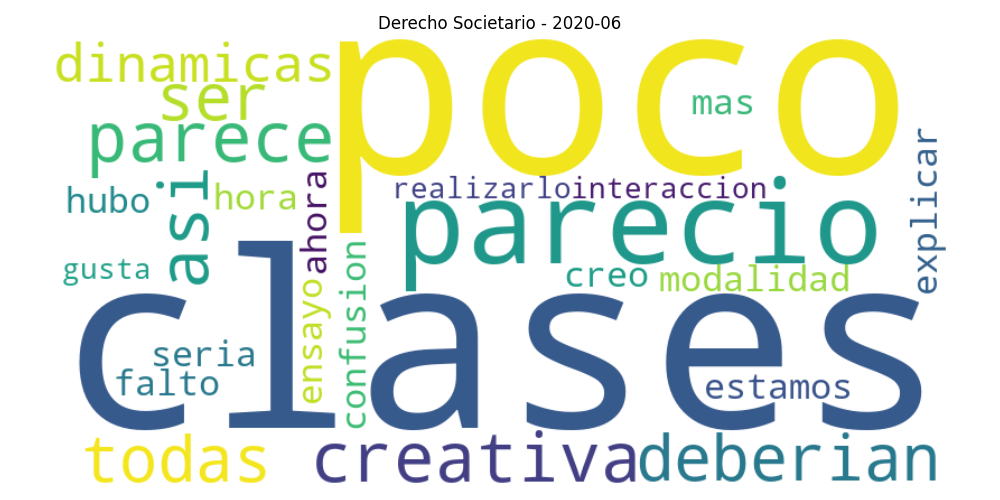 Derecho Societario - 2020-06
dinamicas
poco
ser
mas
parece
explicar
asi
ahora
hubo
hora
realizarlo
interaccion
parecio
gusta
creo
modalidad
confusion
ensayo
clases
seria
falto
estamos
todas
creativa
deberian